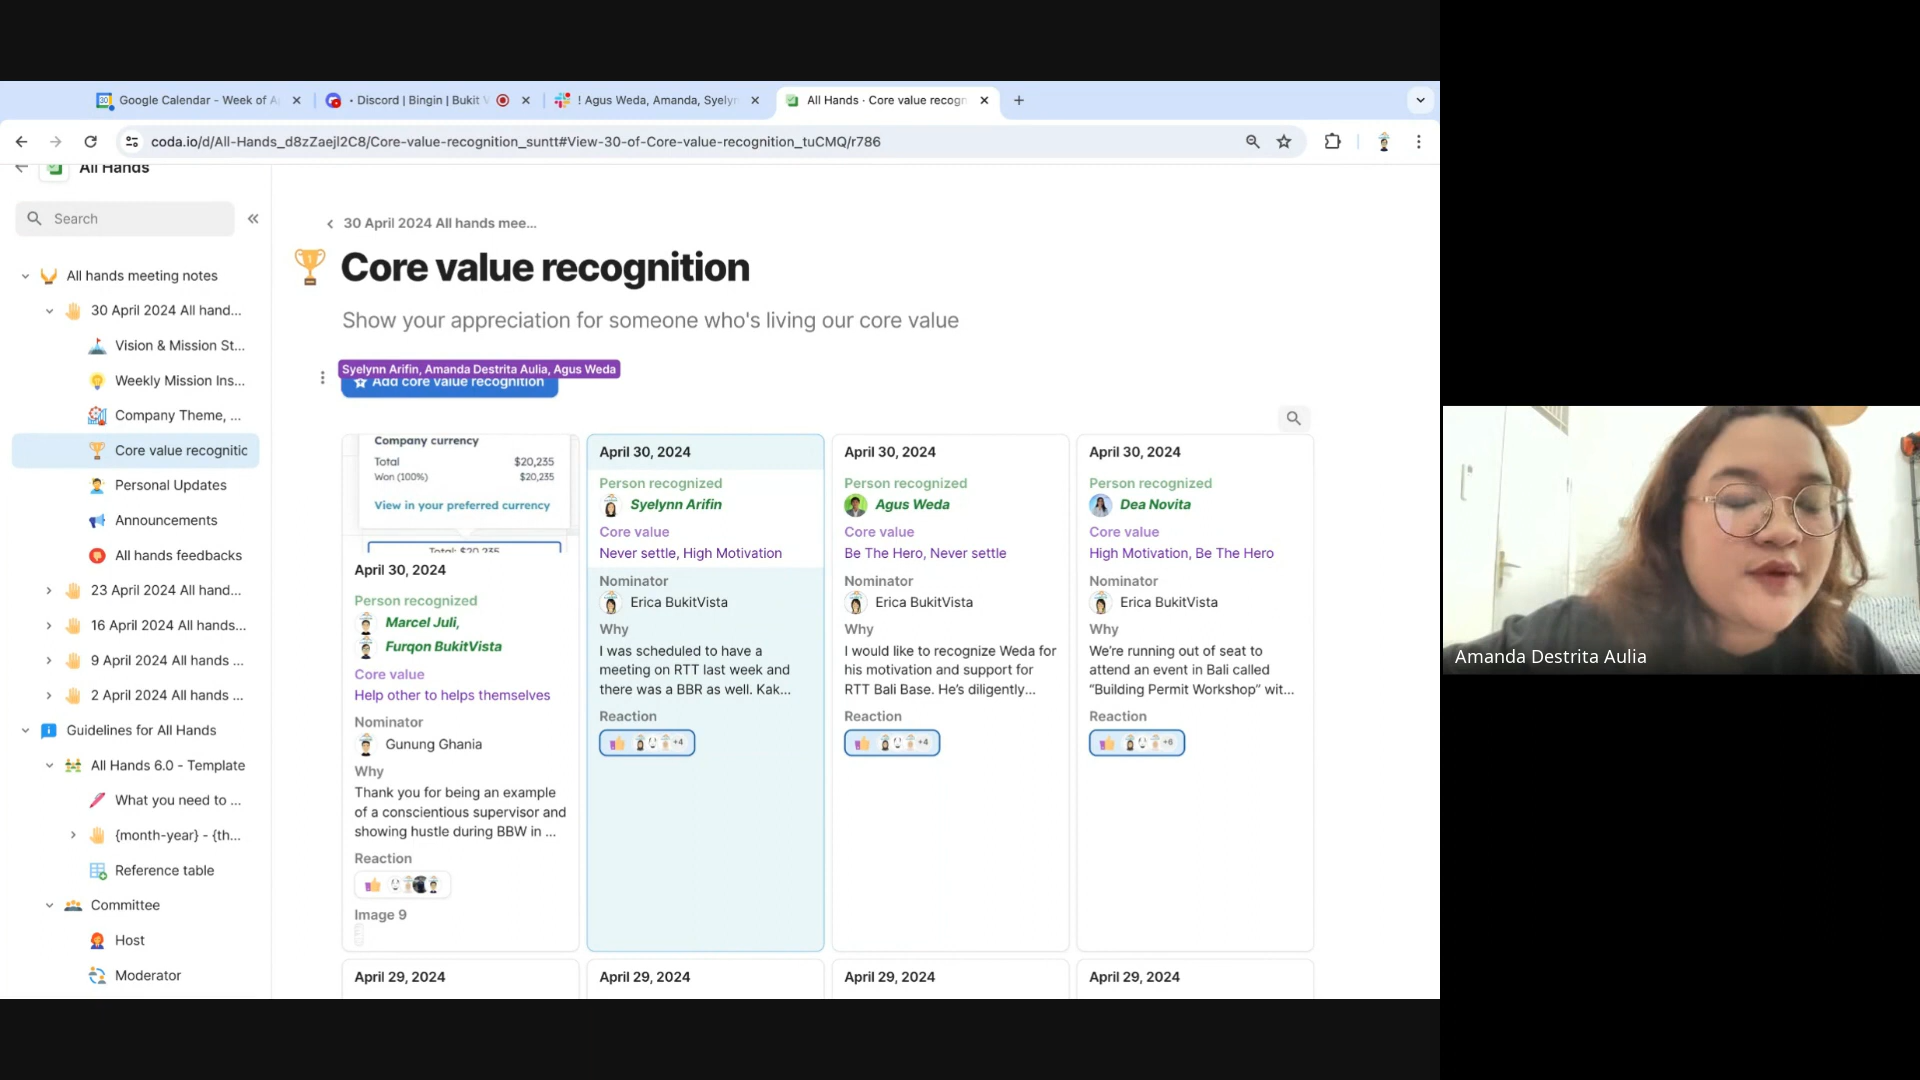 Google Calendar - Week of A
• Discord | Bingin | Bukit V
! Agus Weda, Amanda, Syelyn
All Hands · Core value recogn
coda.io/d/All-Hands_d8zZaejl2C8/Core-value-recognition_suntt#View-30-of-Core-value-recognition_tuCMQ/r786
All Hands
Search
All hands meeting notes
30 April 2024 All hand...
Vision & Mission St...
Weekly Mission Ins...
Company Theme, ...
Core value recognitic
Personal Updates
Announcements
All hands feedbacks
23 April 2024 All hand...
16 April 2024 All hands...
9 April 2024 All hands ...
2 April 2024 All hands ...
Guidelines for All Hands
All Hands 6.0 - Template
What you need to ...
{month-year} - {th...
Reference table
Committee
Host
Moderator
30 April 2024 All hands mee...
Core value recognition
Show your appreciation for someone who's living our core value
Syelynn Arifin, Amanda Destrita Aulia, Agus Weda
Add core value recognition
Company currency
Total $20,235
Won (100%) $20,235
View in your preferred currency
Total: $20,235
April 30, 2024
Person recognized
Marcel Juli,
Furqon BukitVista
Core value
Help other to helps themselves
Nominator
Gunung Ghania
Why
Thank you for being an example
of a conscientious supervisor and
showing hustle during BBW in ...
Reaction
Image 9
April 30, 2024
Person recognized
Syelynn Arifin
Core value
Never settle, High Motivation
Nominator
Erica BukitVista
Why
I was scheduled to have a
meeting on RTT last week and
there was a BBR as well. Kak...
Reaction
+4
April 30, 2024
Person recognized
Agus Weda
Core value
Be The Hero, Never settle
Nominator
Erica BukitVista
Why
I would like to recognize Weda for
his motivation and support for
RTT Bali Base. He's diligently...
Reaction
+4
April 30, 2024
Person recognized
Dea Novita
Core value
High Motivation, Be The Hero
Nominator
Erica BukitVista
Why
We're running out of seat to
attend an event in Bali called
“Building Permit Workshop” wit...
Reaction
+6
April 29, 2024
April 29, 2024
April 29, 2024
April 29, 2024
Amanda Destrita Aulia